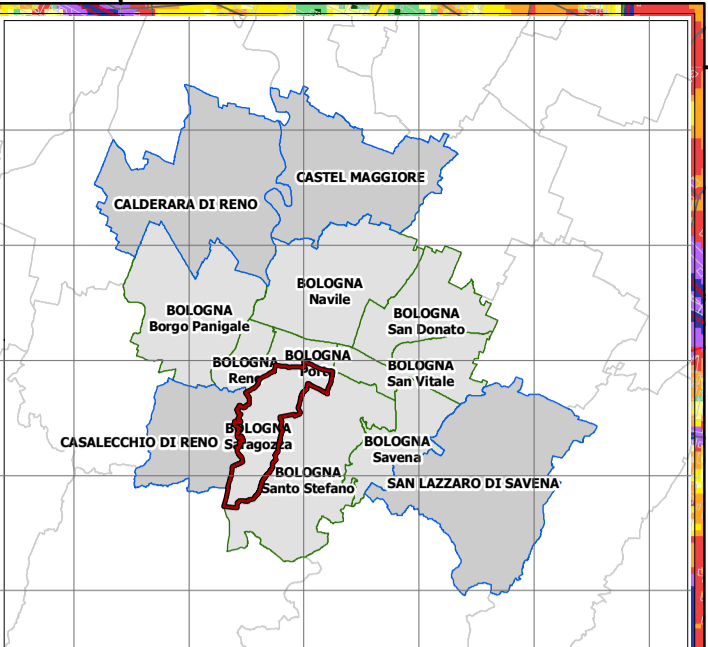 CASTEL MAGGIORE
CALDERARA DI RENO
BOLOGNA
Navile
BOLOGNA
Borgo Panigale
BOLOGNA
San Donato
BOLOGNA
Porto
BOLOGNA
Reno
BOLOGNA
San Vitale
BOLOGNA
Saragozza
CASALECCHIO DI RENO
BOLOGNA
Savena
BOLOGNA
Santo Stefano
SAN LAZZARO DI SAVENA